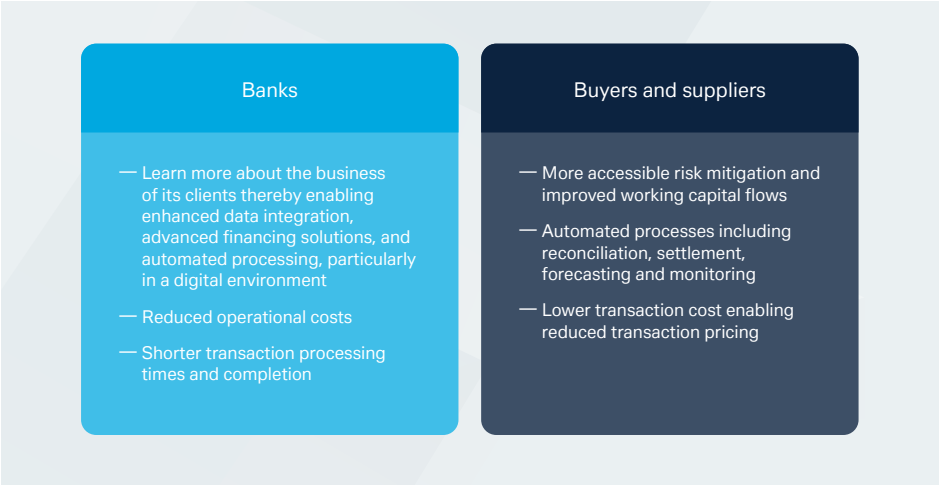 Banks
— Learn more about the business
of its clients thereby enabling
enhanced data integration,
advanced financing solutions, and
automated processing, particularly
in a digital environment
— Reduced operational costs
— Shorter transaction processing
times and completion
Buyers and suppliers
— More accessible risk mitigation and
improved working capital flows
— Automated processes including
reconciliation, settlement,
forecasting and monitoring
— Lower transaction cost enabling
reduced transaction pricing